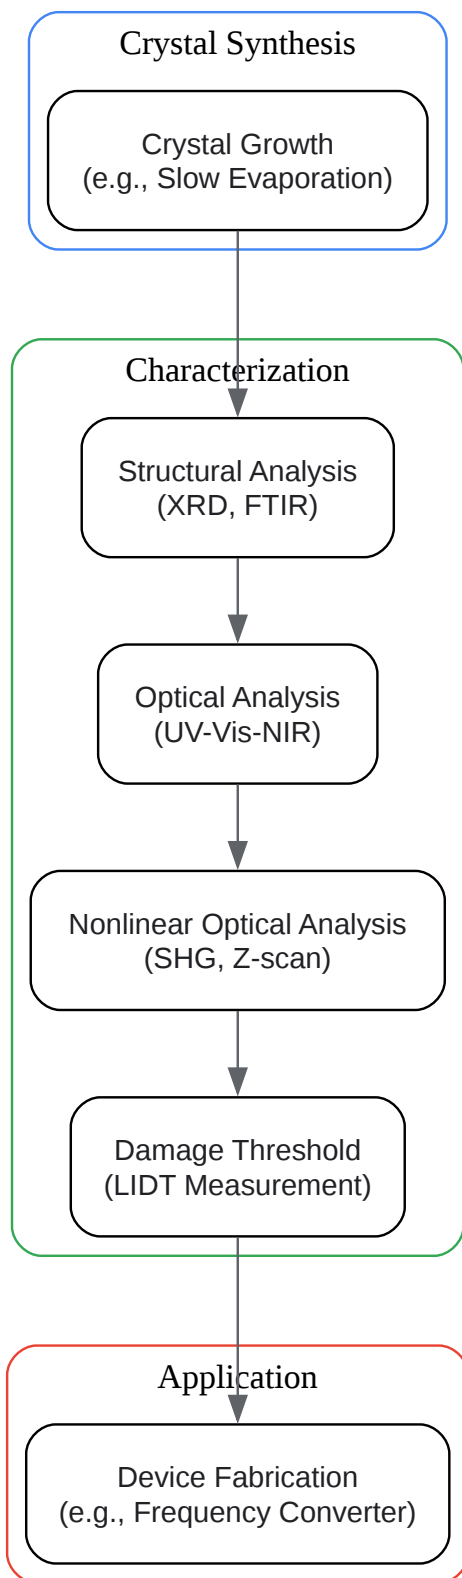 Crystal Synthesis
Crystal Growth
(e.g., Slow Evaporation)
Characterization
Structural Analysis
(XRD, FTIR)
Optical Analysis
(UV-Vis-NIR)
Nonlinear Optical Analysis
(SHG, Z-scan)
Damage Threshold
(LIDT Measurement)
Application
Device Fabrication
(e.g., Frequency Converter)